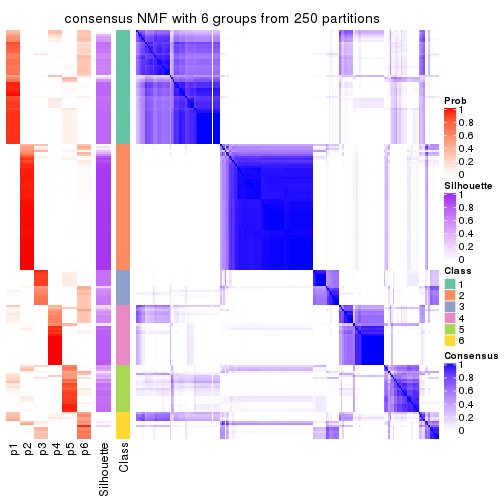 consensus NMF with 6 groups from 250 partitions
Prob
1
0.8
0.6
0.4
0.2
0
Silhouette
1
0.8
0.6
0.4
0.2
0
Class
1
2
3
4
5
6
Consensus
1
0.8
0.6
0.4
0.2
0
p1
p2
p3
p4
p5
p6
Silhouette
Class